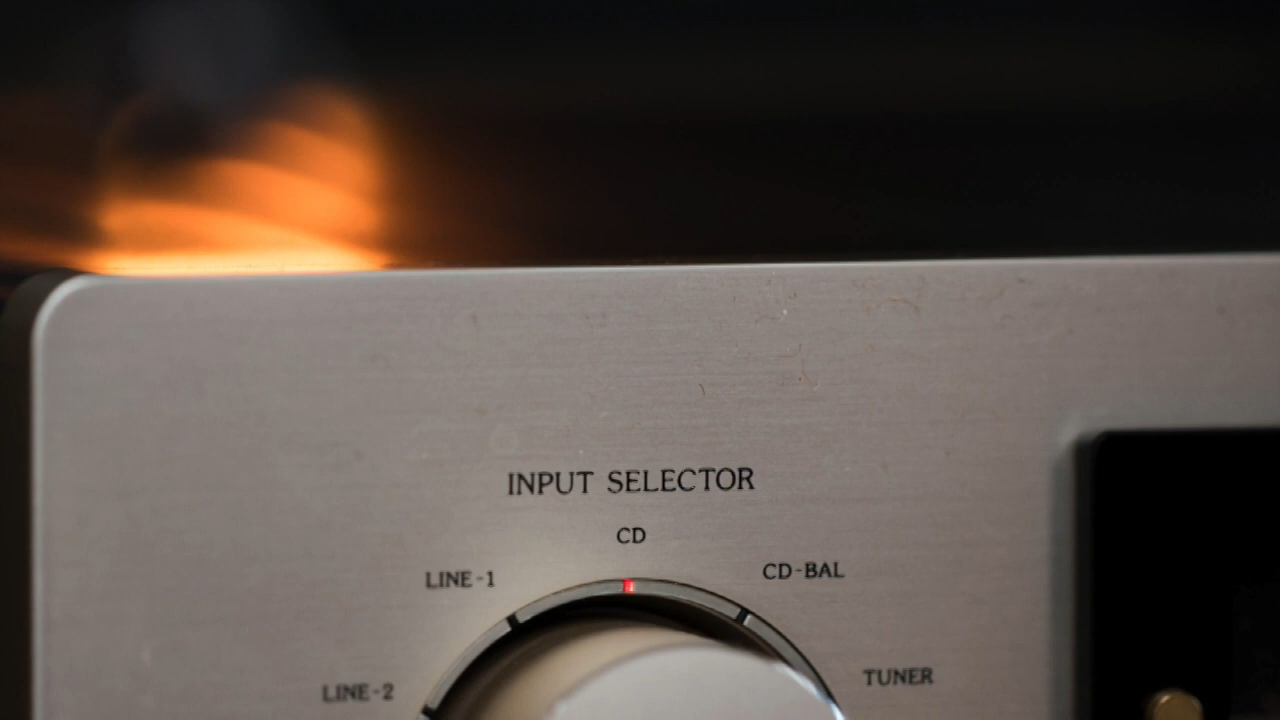 INPUT SELECTOR
CD
LINE-1
CD-BAL
LINE-2
TUNER